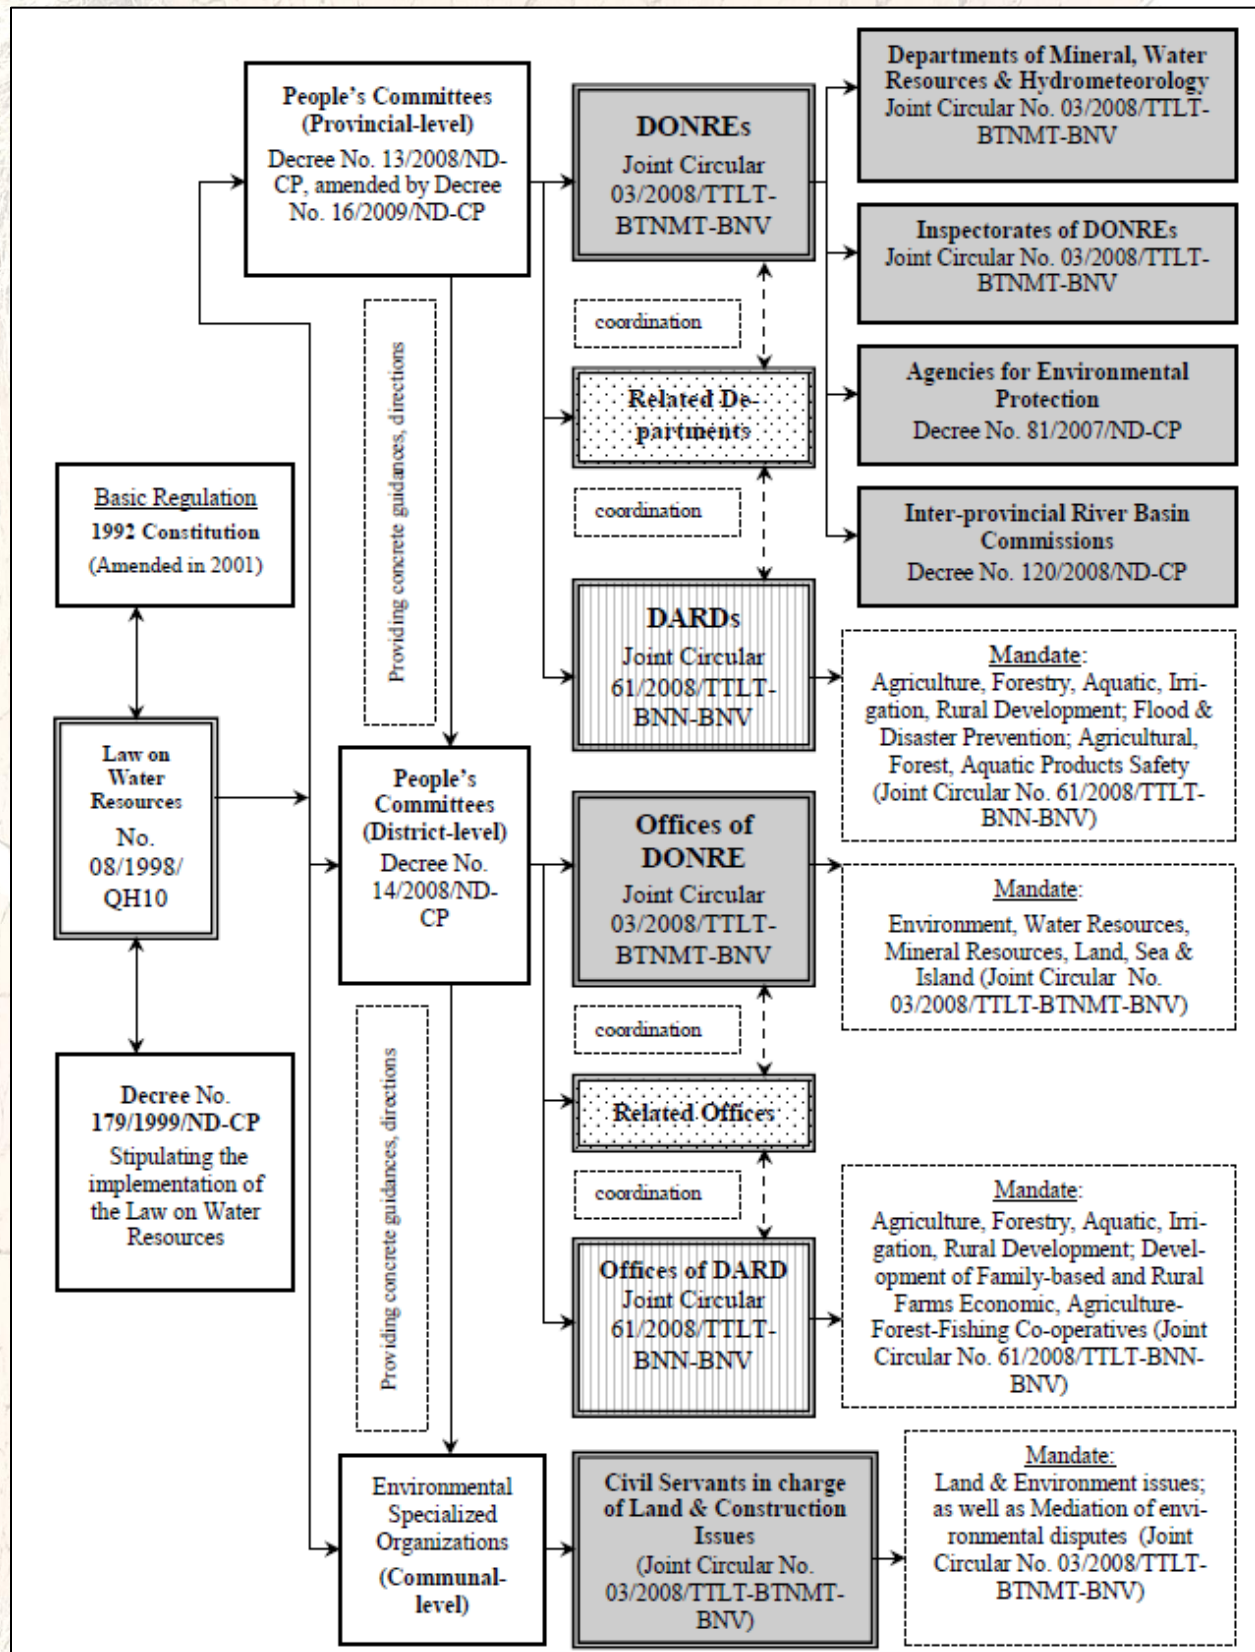 People's Committees
(Provincial-level)
Decree No. 13/2008/ND-
CP, amended by Decree
No. 16/2009/ND-CP
DONREs
Joint Circular
03/2008/TTLT-
BTNMT-BNV
Departments of Mineral, Water
Resources & Hydrometeorology
Joint Circular No. 03/2008/TTLT-
BTNMT-BNV
Inspectorates of DONREs
Joint Circular No. 03/2008/TTLT-
BTNMT-BNV
coordination
Providing concrete guidances, directions
Related De-
partments
Agencies for Environmental
Protection
Decree No. 81/2007/ND-CP
coordination
Inter-provincial River Basin
Commissions
Decree No. 120/2008/ND-CP
Basic Regulation
1992 Constitution
(Amended in 2001)
DARDs
Joint Circular
61/2008/TTLT-
BNN-BNV
Mandate:
Agriculture, Forestry, Aquatic, Irri-
gation, Rural Development; Flood &
Disaster Prevention; Agricultural,
Forest, Aquatic Products Safety
(Joint Circular No. 61/2008/TTLT-
BNN-BNV)
Law on
Water
Resources
No.
08/1998/
QH10
People's
Committees
(District-level)
Decree No.
14/2008/ND-
CP
Offices of
DONRE
Joint Circular
03/2008/TTLT-
BTNMT-BNV
Mandate:
Environment, Water Resources,
Mineral Resources, Land, Sea &
Island (Joint Circular No.
03/2008/TTLT-BTNMT-BNV)
coordination
Providing concrete guidances, directions
Related Offices
Decree No.
179/1999/ND-CP
Stipulating the
implementation of
the Law on Water
Resources
coordination
Offices of DARD
Joint Circular
61/2008/TTLT-
BNN-BNV
Mandate:
Agriculture, Forestry, Aquatic, Irri-
gation, Rural Development; Devel-
opment of Family-based and Rural
Farms Economic, Agriculture-
Forest-Fishing Co-operatives (Joint
Circular No. 61/2008/TTLT-BNN-
BNV)
Environmental
Specialized
Organizations
(Communal-
level)
Civil Servants in charge
of Land & Construction
Issues
(Joint Circular No.
03/2008/TTLT-BTNMT-
BNV)
Mandate:
Land & Environment issues;
as well as Mediation of envi-
ronmental disputes (Joint
Circular No. 03/2008/TTLT-
BTNMT-BNV)